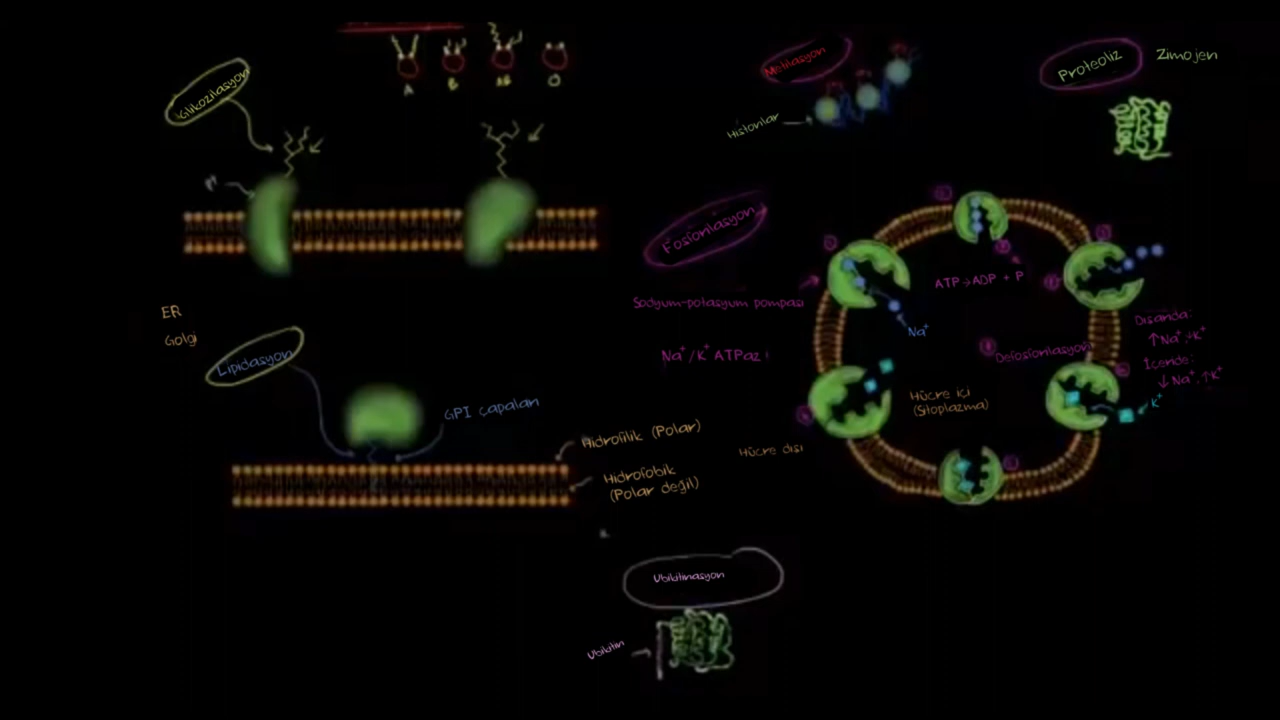 Glikozilasyon
A
B
AB
O
ER
Golgi
Lipidasyon
GPI çapaları
Hidrofilik (Polar)
Hidrofobik
(Polar değil)
Metilasyon
Histonlar
Proteoliz
Zimojen
Fosforilasyon
Sodyum-potasyum pompası
Na⁺/K⁺ ATPaz
ATP→ADP + P
Na⁺
Dışarıda:
↑Na⁺↓K⁺
İçeride:
↓Na⁺↑K⁺
Defosforilasyon
K⁺
Hücre içi
(Sitoplazma)
Hücre dışı
Ubikitinasyon
Ubikitin